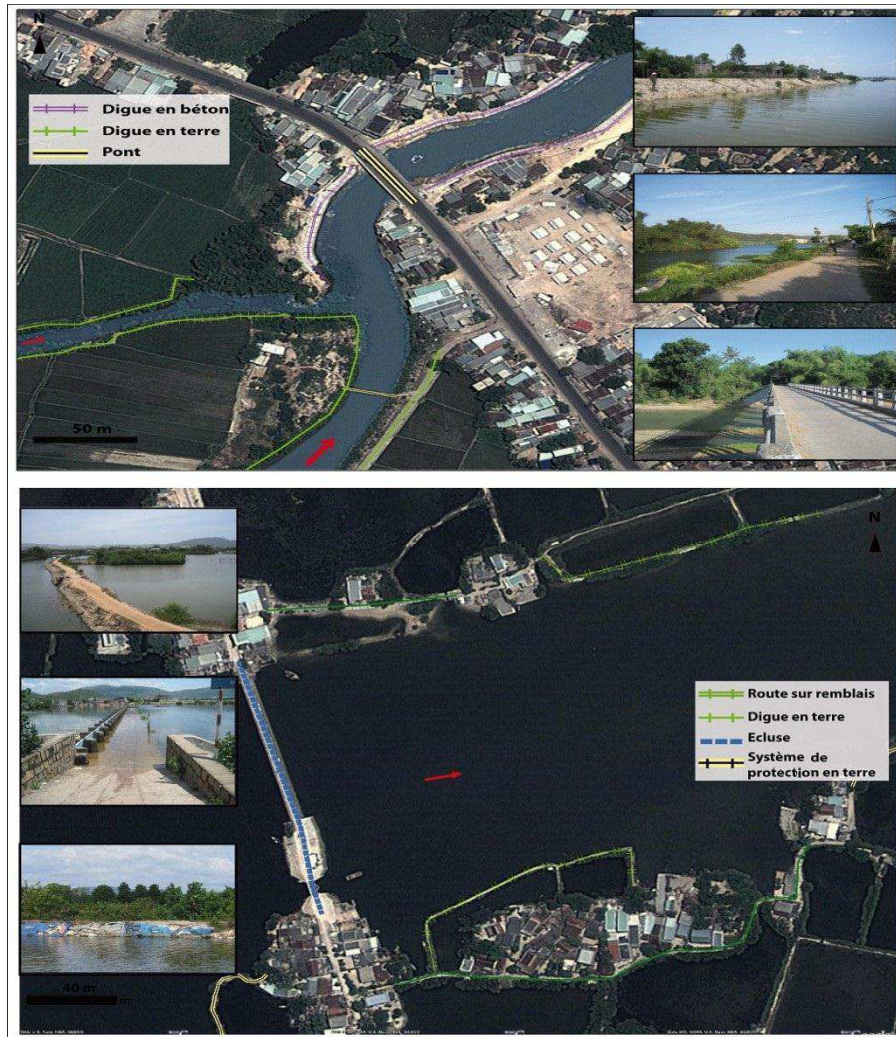 N
Digue en béton
Digue en terre
Pont
50 m
N
Route sur remblais
Digue en terre
Ecluse
Système de
protection en terre
40 m
m